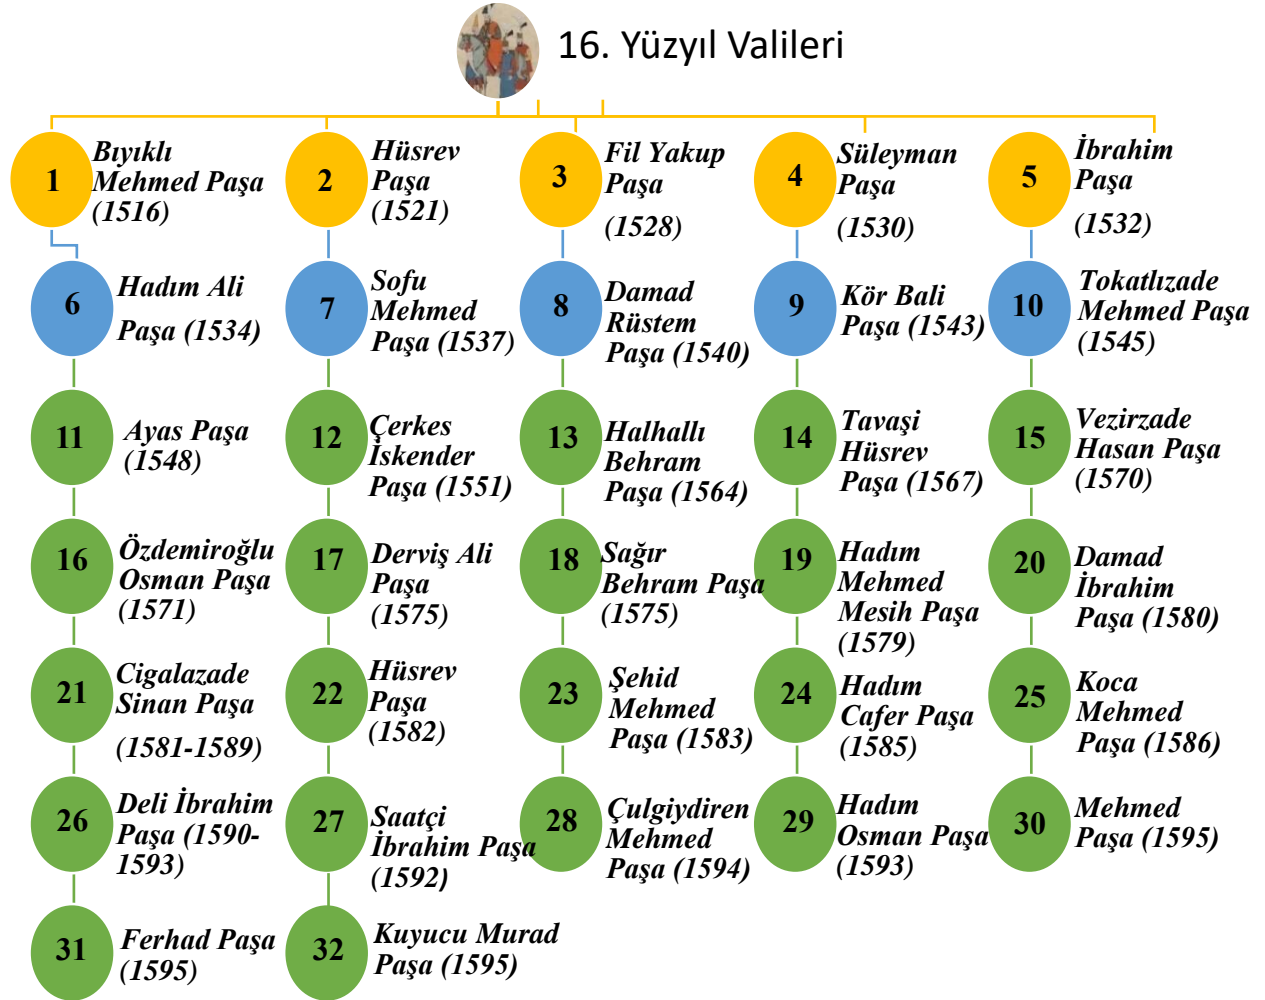 16. Yüzyıl Valileri
1
Bıyıklı
Mehmed Paşa
(1516)
2
Hüsrev
Paşa
(1521)
3
Fil Yakup
Paşa
(1528)
4
Süleyman
Paşa
(1530)
5
İbrahim
Paşa
(1532)
6
Hadım Ali
Paşa (1534)
7
Sofu
Mehmed
Paşa (1537)
8
Damad
Rüstem
Paşa (1540)
9
Kör Bali
Paşa (1543)
10
Tokatlızade
Mehmed Paşa
(1545)
11
Ayas Paşa
(1548)
12
Çerkes
İskender
Paşa (1551)
13
Halhallı
Behram
Paşa (1564)
14
Tavaşi
Hüsrev
Paşa (1567)
15
Vezirzade
Hasan Paşa
(1570)
16
Özdemiroğlu
Osman Paşa
(1571)
17
Derviş Ali
Paşa
(1575)
18
Sağır
Behram Paşa
(1575)
19
Hadım
Mehmed
Mesih Paşa
(1579)
20
Damad
İbrahim
Paşa (1580)
21
Cigalazade
Sinan Paşa
(1581-1589)
22
Hüsrev
Paşa
(1582)
23
Şehid
Mehmed
Paşa (1583)
24
Hadım
Cafer Paşa
(1585)
25
Koca
Mehmed
Paşa (1586)
26
Deli İbrahim
Paşa (1590-
1593)
27
Saatçi
İbrahim Paşa
(1592)
28
Çulgiydiren
Mehmed
Paşa (1594)
29
Hadım
Osman Paşa
(1593)
30
Mehmed
Paşa (1595)
31
Ferhad Paşa
(1595)
32
Kuyucu Murad
Paşa (1595)